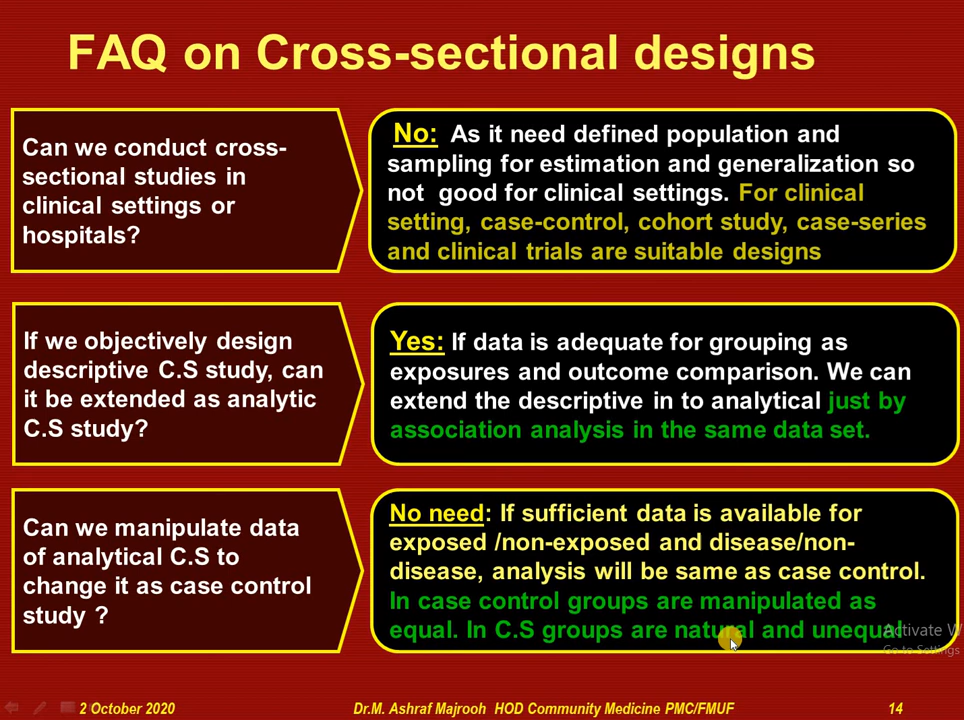 FAQ on Cross-sectional designs
Can we conduct cross-
sectional studies in
clinical settings or
hospitals?
No: As it need defined population and
sampling for estimation and generalization so
not good for clinical settings. For clinical
setting, case-control, cohort study, case-series
and clinical trials are suitable designs
If we objectively design
descriptive C.S study, can
it be extended as analytic
C.S study?
Yes: If data is adequate for grouping as
exposures and outcome comparison. We can
extend the descriptive in to analytical just by
association analysis in the same data set.
Can we manipulate data
of analytical C.S to
change it as case control
study ?
No need: If sufficient data is available for
exposed /non-exposed and disease/non-
disease, analysis will be same as case control.
In case control groups are manipulated as
equal. In C.S groups are natural and unequal
Activate W
Go to Settings
2 October 2020
Dr.M. Ashraf Majrooh HOD Community Medicine PMC/FMUF
14